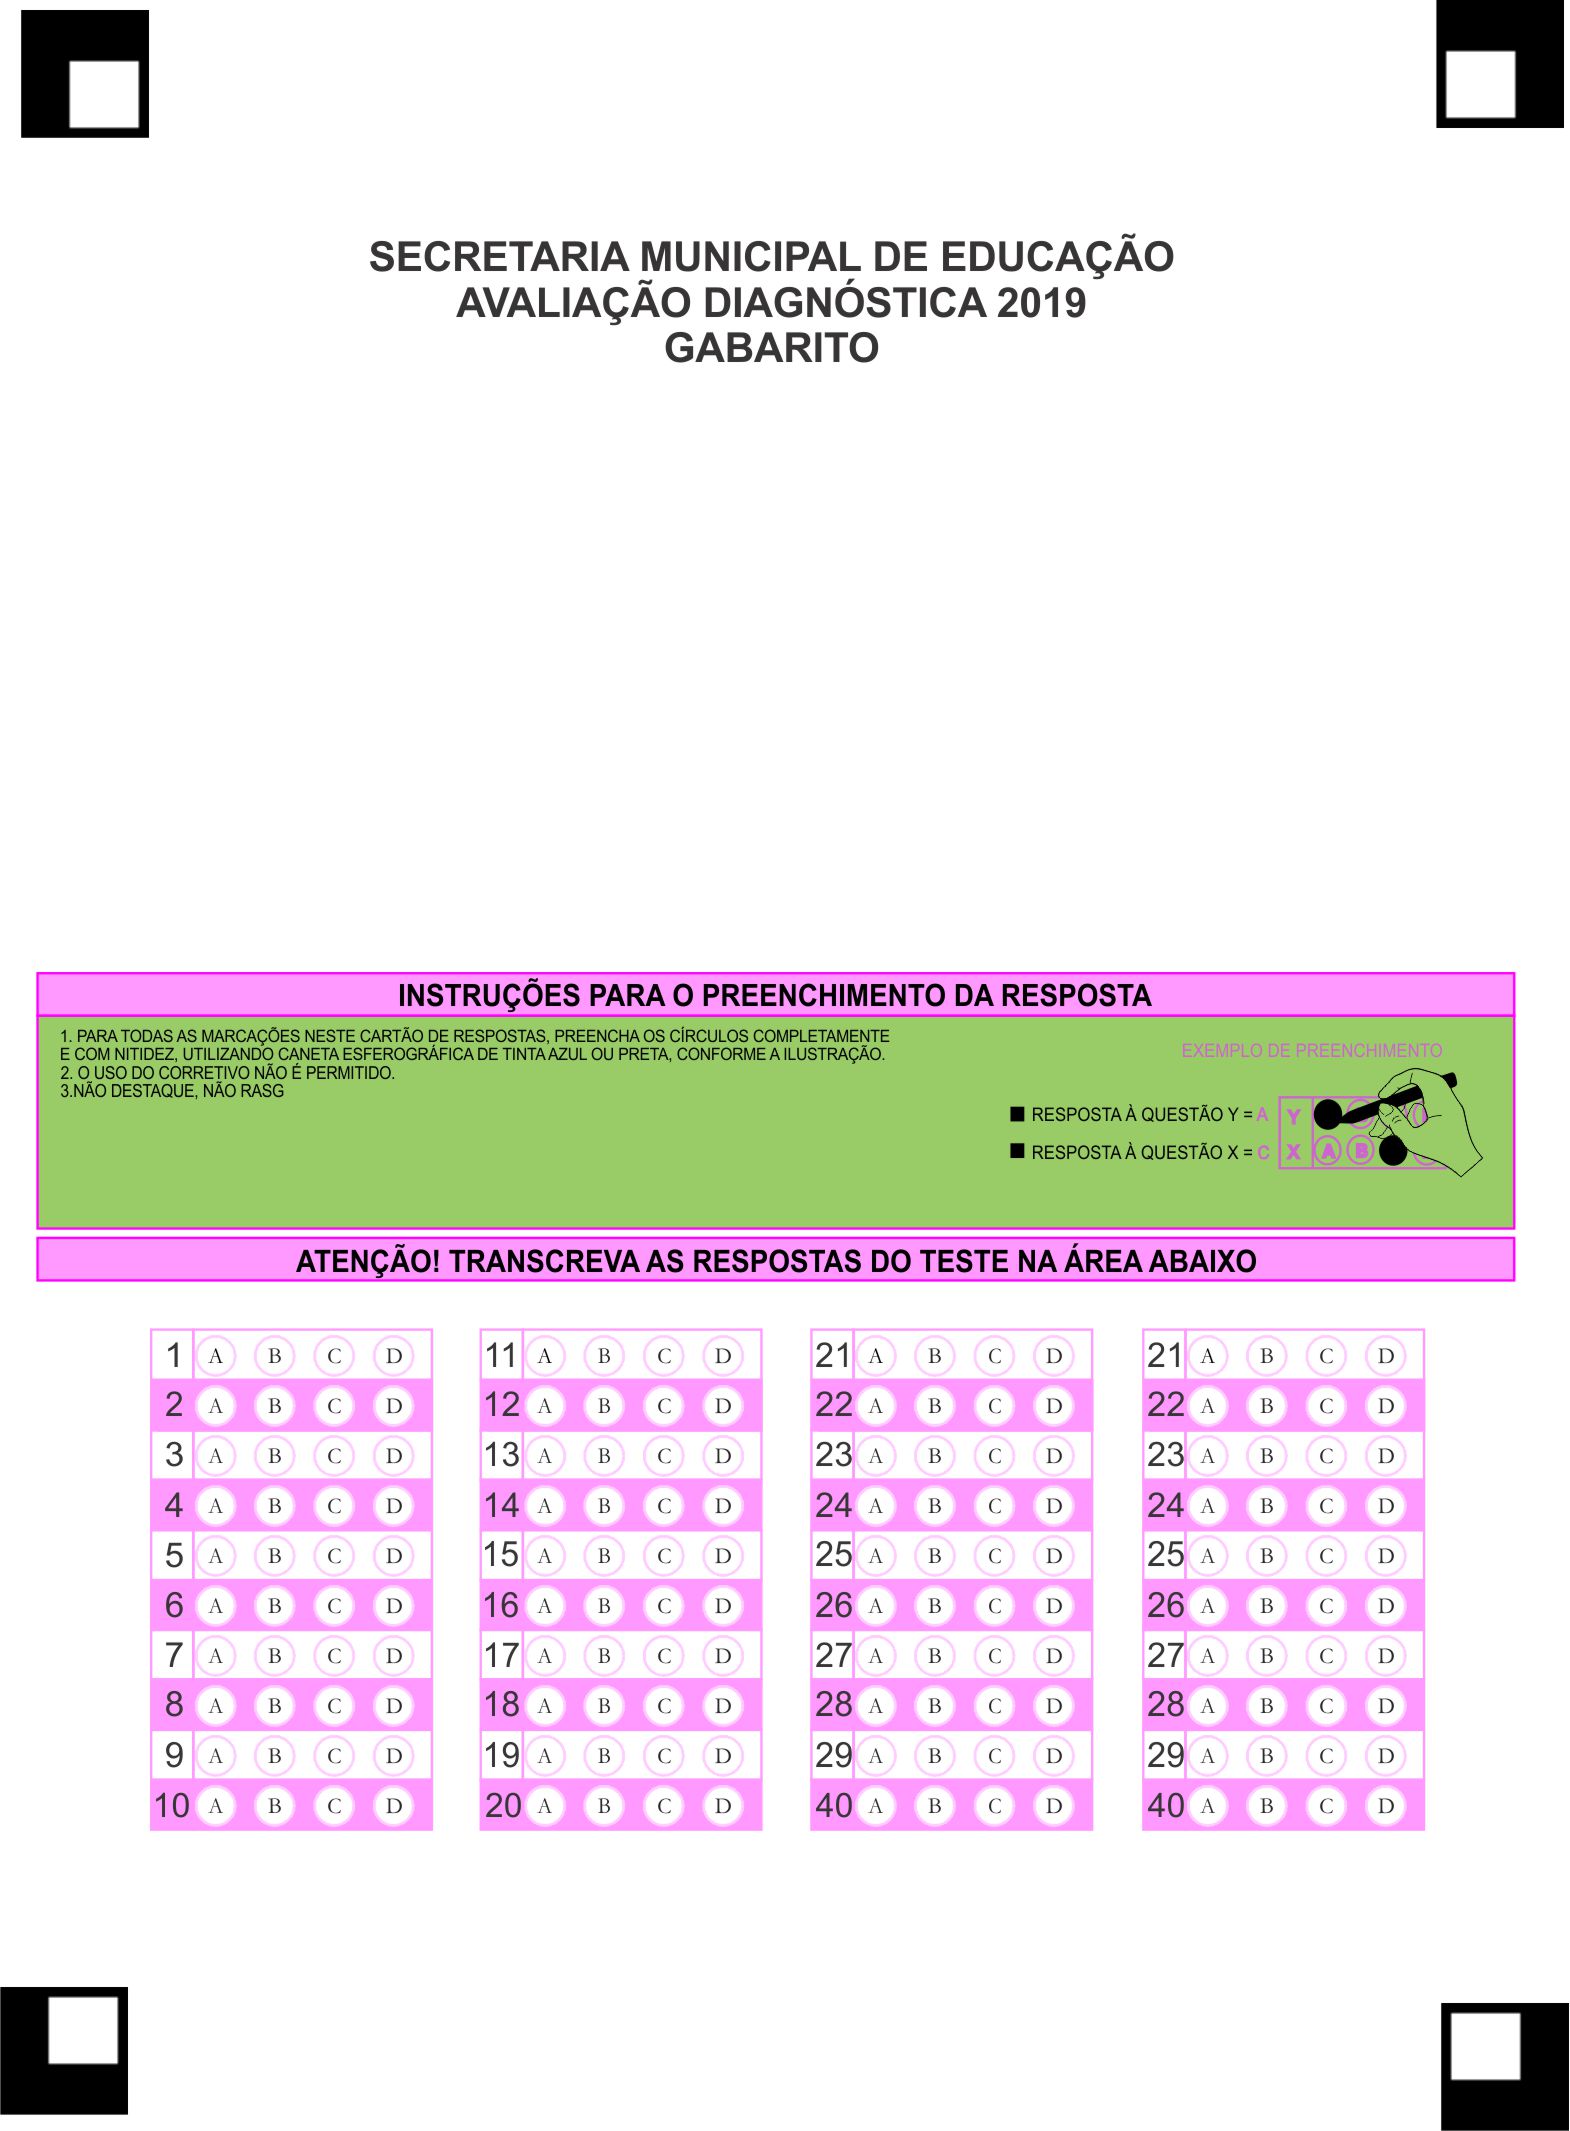 SECRETARIA MUNICIPAL DE EDUCAÇÃO
AVALIAÇÃO DIAGNÓSTICA 2019
GABARITO
INSTRUÇÕES PARA O PREENCHIMENTO DA RESPOSTA
1. PARA TODAS AS MARCAÇÕES NESTE CARTÃO DE RESPOSTAS, PREENCHA OS CÍRCULOS COMPLETAMENTE
E COM NITIDEZ, UTILIZANDO CANETA ESFEROGRÁFICA DE TINTA AZUL OU PRETA, CONFORME A ILUSTRAÇÃO.
2. O USO DO CORRETIVO NÃO É PERMITIDO.
3.NÃO DESTAQUE, NÃO RASG
EXEMPLO DE PREENCHIMENTO
RESPOSTA À QUESTÃO Y = A Y
RESPOSTA À QUESTÃO X = C X A B
ATENÇÃO! TRANSCREVA AS RESPOSTAS DO TESTE NA ÁREA ABAIXO
1 A B C D 11 A B C D 21 A B C D 21 A B C D
2 A B C D 12 A B C D 22 A B C D 22 A B C D
3 A B C D 13 A B C D 23 A B C D 23 A B C D
4 A B C D 14 A B C D 24 A B C D 24 A B C D
5 A B C D 15 A B C D 25 A B C D 25 A B C D
6 A B C D 16 A B C D 26 A B C D 26 A B C D
7 A B C D 17 A B C D 27 A B C D 27 A B C D
8 A B C D 18 A B C D 28 A B C D 28 A B C D
9 A B C D 19 A B C D 29 A B C D 29 A B C D
10 A B C D 20 A B C D 40 A B C D 40 A B C D